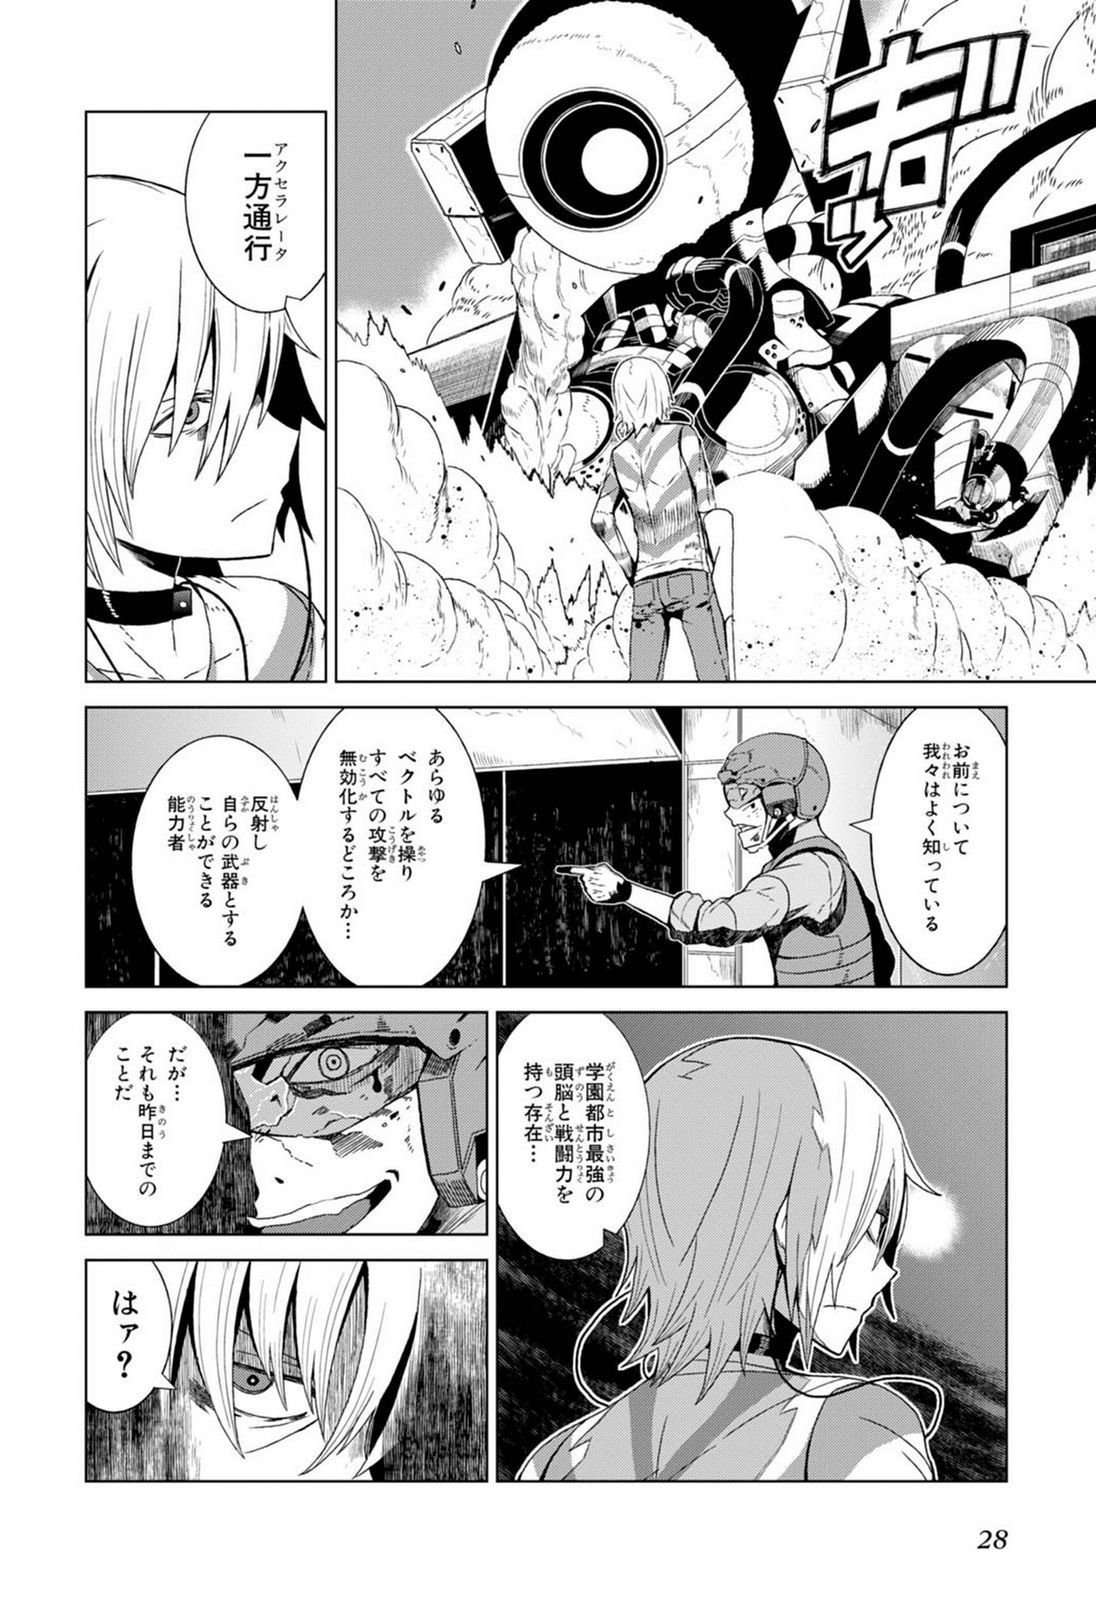 ギロッ
一方通行
アクセラレータ
お前について
我々はよく知っている
あらゆる
ベクトルを操り
すべての攻撃を
無効化するどころか…
反射し
自らの武器とする
ことができる
能力者
学園都市最強の
頭脳と戦闘力を
持つ存在…
だが…
それも昨日までの
ことだ
はァ？
28